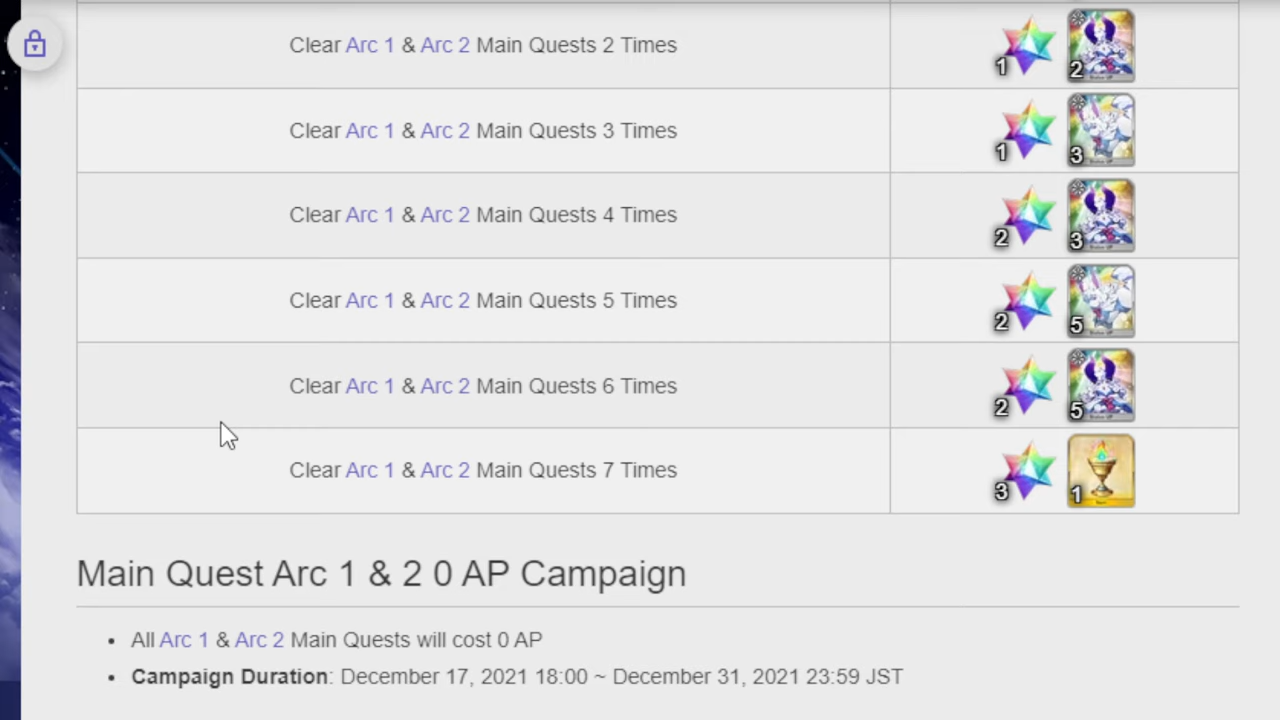 Clear Arc 1 & Arc 2 Main Quests 2 Times 1 2
Clear Arc 1 & Arc 2 Main Quests 3 Times 1 3
Clear Arc 1 & Arc 2 Main Quests 4 Times 2 3
Clear Arc 1 & Arc 2 Main Quests 5 Times 2 5
Clear Arc 1 & Arc 2 Main Quests 6 Times 2 5
Clear Arc 1 & Arc 2 Main Quests 7 Times 3 1
Main Quest Arc 1 & 2 0 AP Campaign
• All Arc 1 & Arc 2 Main Quests will cost 0 AP
• Campaign Duration: December 17, 2021 18:00 ~ December 31, 2021 23:59 JST